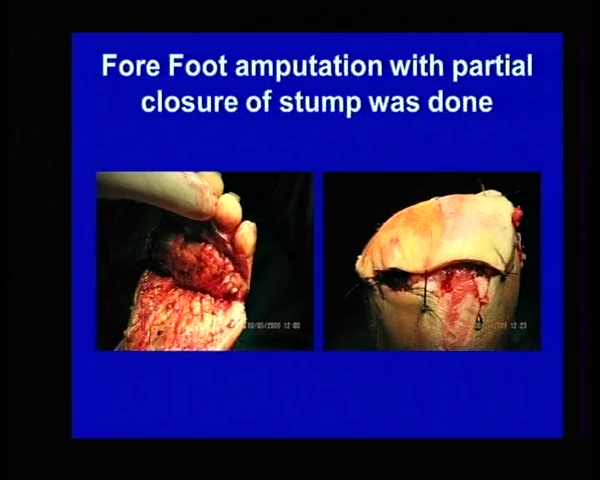 Fore Foot amputation with partial
closure of stump was done